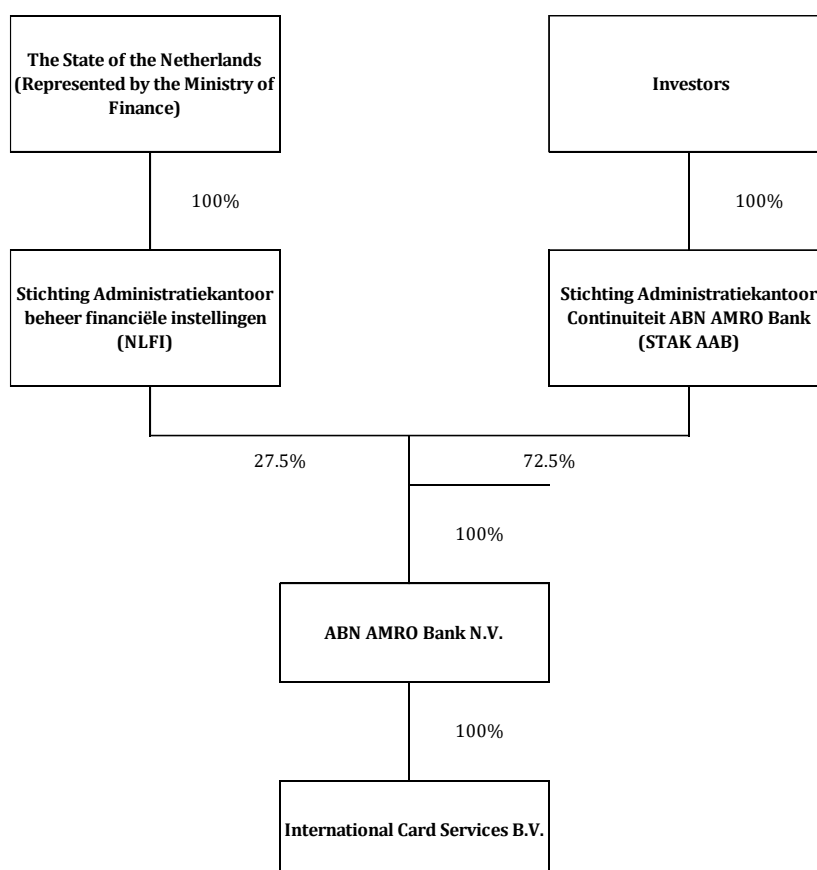 The State of the Netherlands
(Represented by the Ministry of
Finance)
Investors
100%
100%
Stichting Administratiekantoor
beheer financiële instellingen
(NLFI)
Stichting Administratiekantoor
Continuiteit ABN AMRO Bank
(STAK AAB)
27.5%
72.5%
100%
ABN AMRO Bank N.V.
100%
International Card Services B.V.